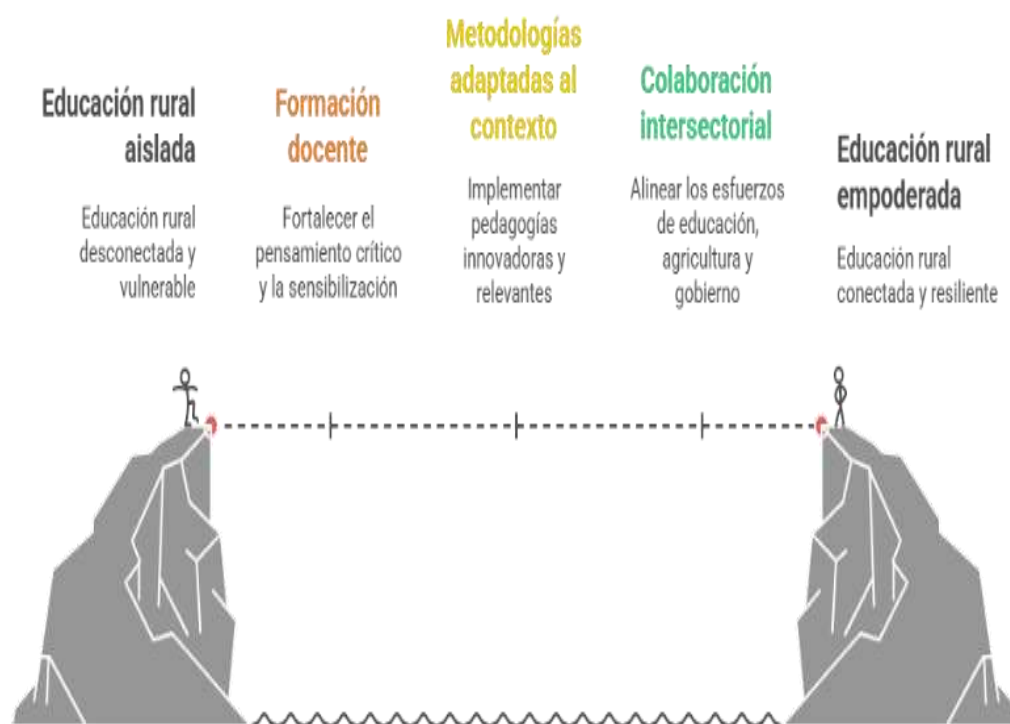 Educación rural
aislada
Educación rural
desconectada y
vulnerable
Formación
docente
Fortalecer el
pensamiento crítico
y la sensibilización
Metodologías
adaptadas al
contexto
Implementar
pedagogías
innovadoras y
relevantes
Colaboración
intersectorial
Alinear los esfuerzos
de educación,
agricultura y
gobierno
Educación rural
empoderada
Educación rural
conectada y resiliente